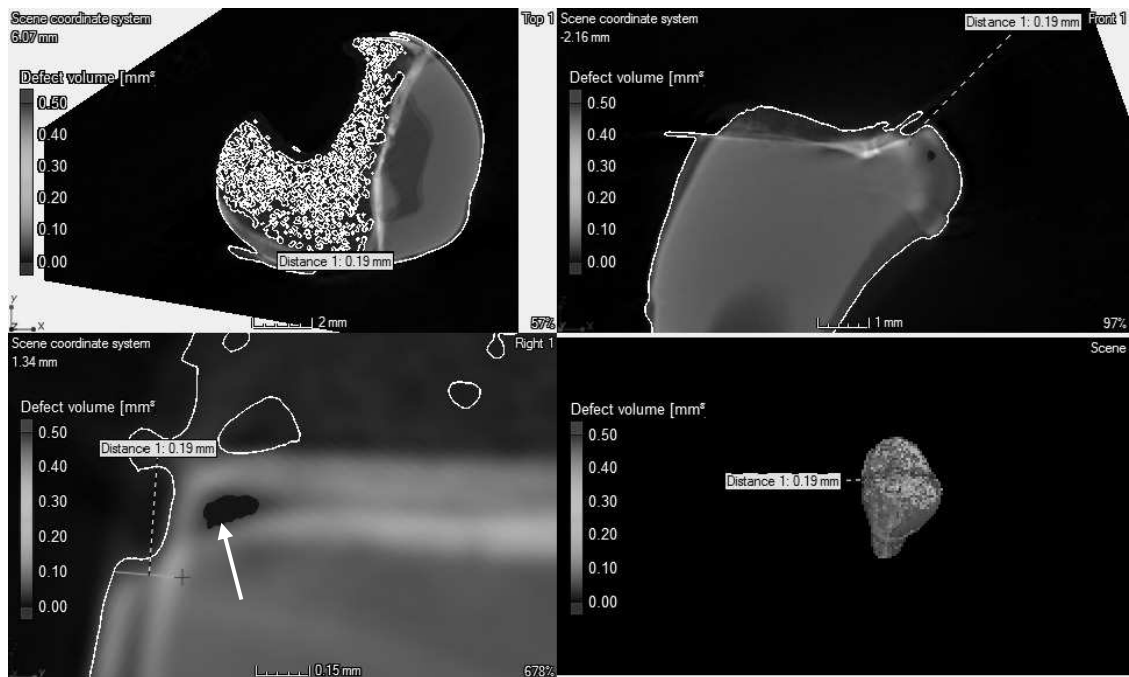 Scene coordinate system
Top 1
6.07 mm
Defect volume [mm³
0.50
0.40
0.30
0.20
0.10
0.00
Distance 1: 0.19 mm
Y
Z X
2 mm
57%
Scene coordinate system
Front 1
-2.16 mm
Distance 1: 0.19 mm
Defect volume [mm³
0.50
0.40
0.30
0.20
0.10
0.00
1 mm
97%
Scene coordinate system
Right 1
1.34 mm
Defect volume [mm³
0.50
Distance 1: 0.19 mm
0.40
0.30
0.20
0.10
0.00
0.15 mm
678%
Scene
Defect volume [mm³
0.50
0.40
Distance 1: 0.19 mm
0.30
0.20
0.10
0.00